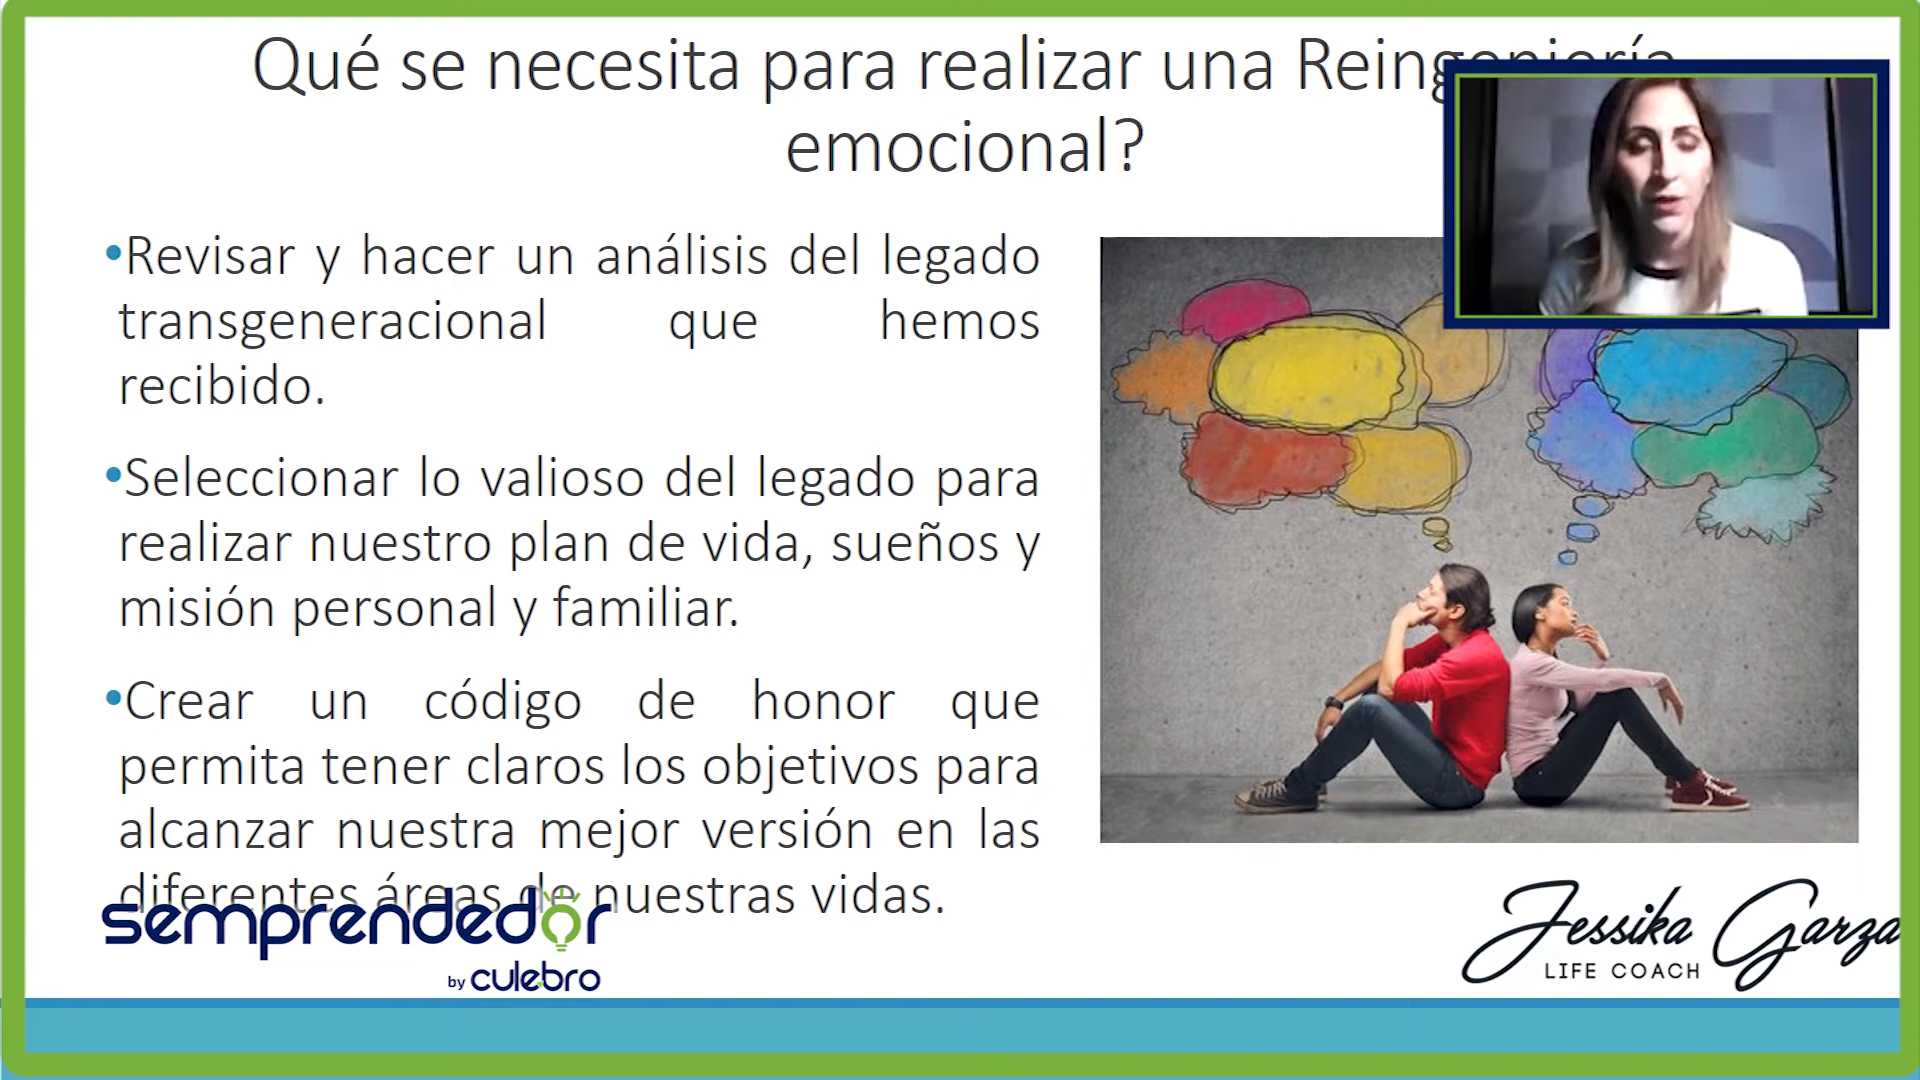 Qué se necesita para realizar una Reingeniería
emocional?
•Revisar y hacer un análisis del legado
transgeneracional que hemos
recibido.
•Seleccionar lo valioso del legado para
realizar nuestro plan de vida, sueños y
misión personal y familiar.
•Crear un código de honor que
permita tener claros los objetivos para
alcanzar nuestra mejor versión en las
diferentes áreas de nuestras vidas.
semprendedor
by culebro
Jessika Garza
LIFE COACH